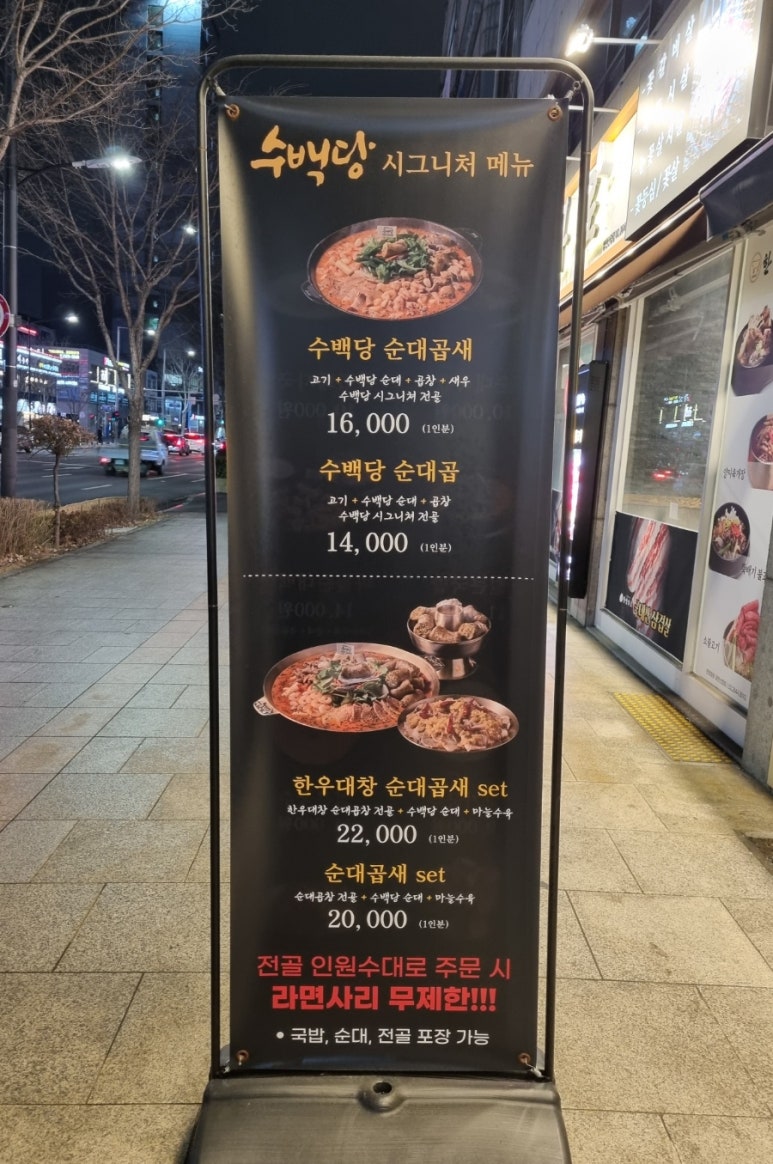 수백당 시그니처 메뉴
수백당 순대곱새
고기 + 수백당 순대 + 곱창 + 새우
수백당 시그니처 전골
16,000 (1인분)
수백당 순대곱
고기 + 수백당 순대 + 곱창
수백당 시그니처 전골
14,000 (1인분)
한우대창 순대곱새 set
한우대창 순대곱창 전골 + 수백당 순대 + 마늘수육
22,000 (1인분)
순대곱새 set
순대곱창 전골 + 수백당 순대 + 마늘수육
20,000 (1인분)
전골 인원수대로 주문 시
라면사리 무제한!!!
• 국밥, 순대, 전골 포장 가능